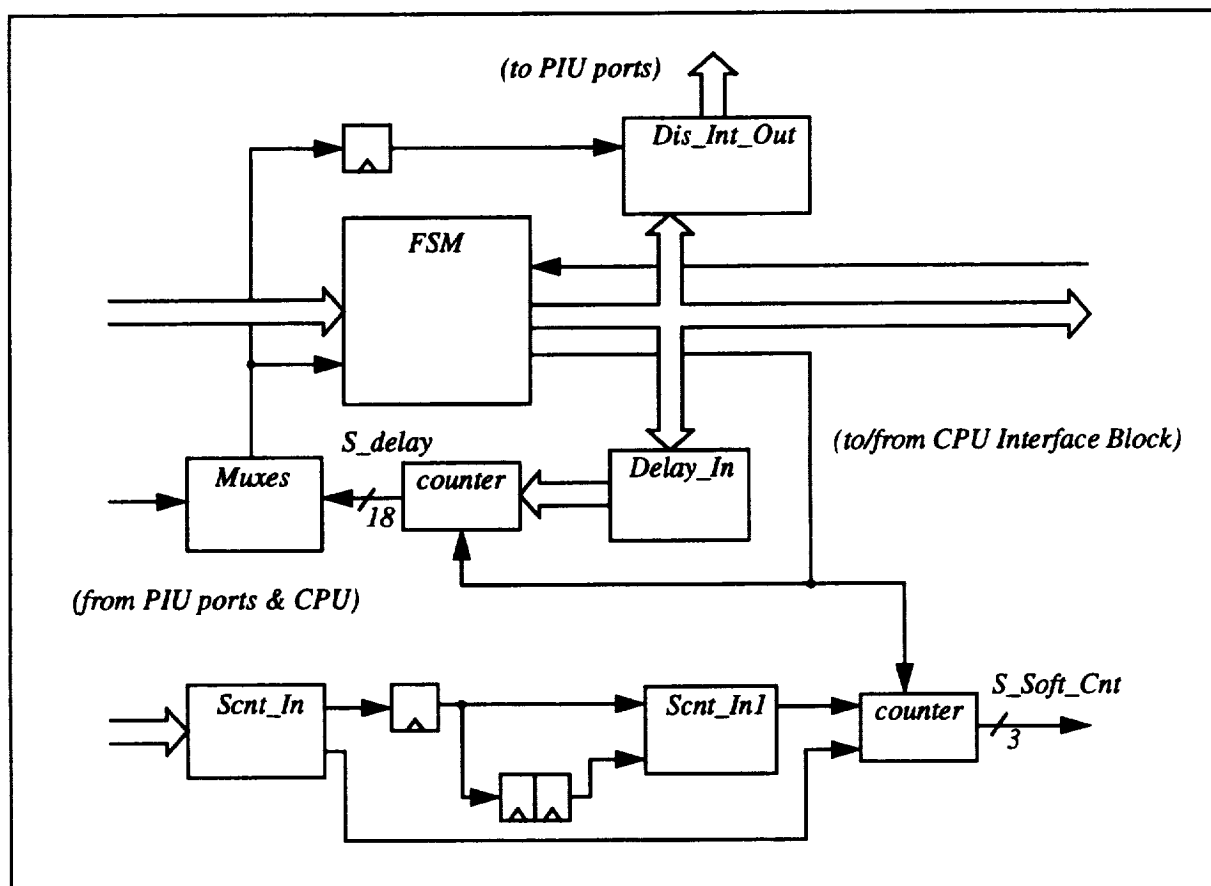 (to PIU ports)
Dis_Int_Out
FSM
(to/from CPU Interface Block)
S_delay
Muxes
counter
Delay_In
18
(from PIU ports & CPU)
Scnt_In
Scnt_In1
S_Soft_Cnt
counter
3